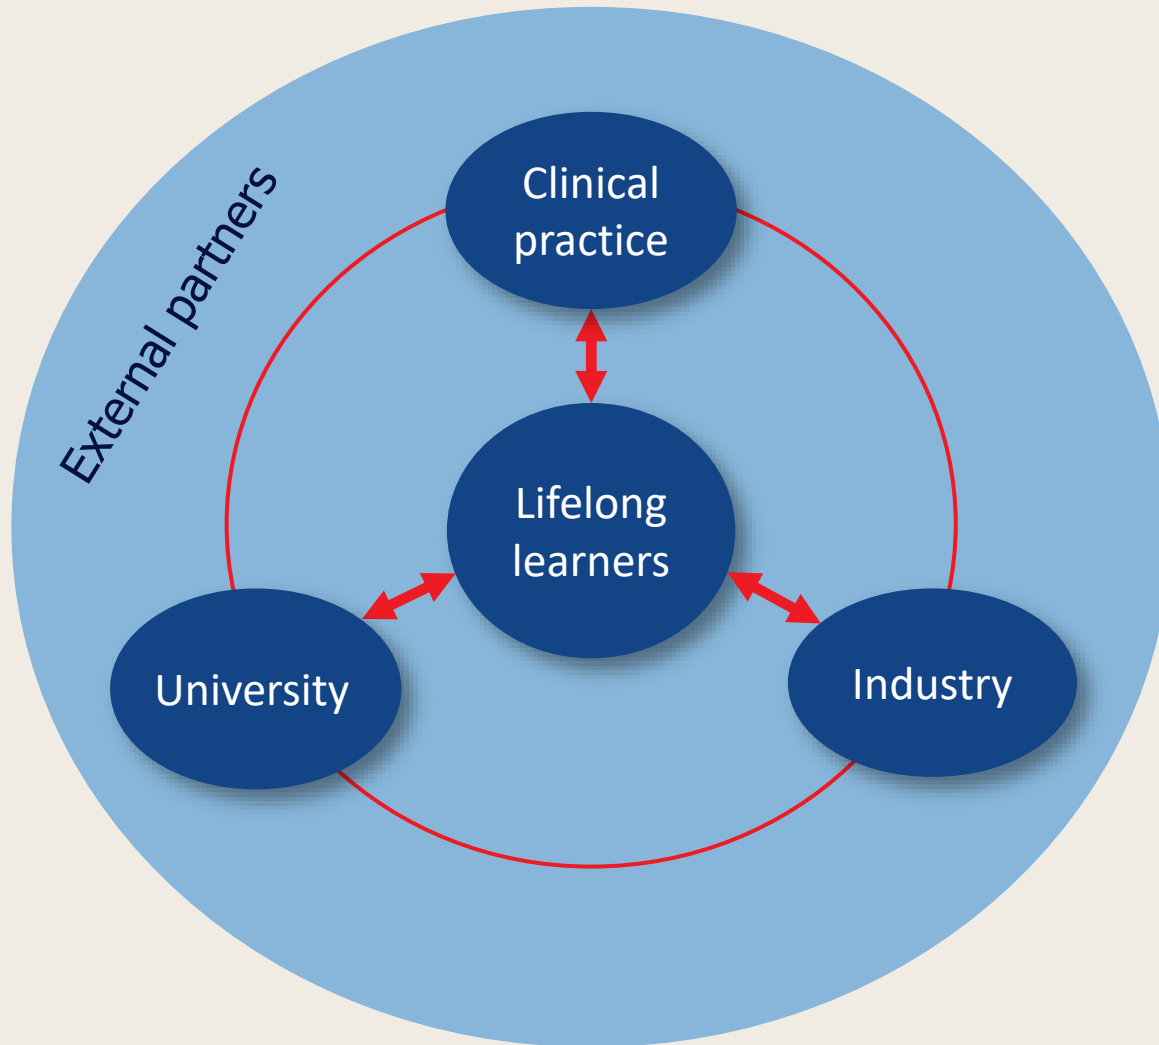 External partners
Clinical
practice
Lifelong
learners
University
Industry